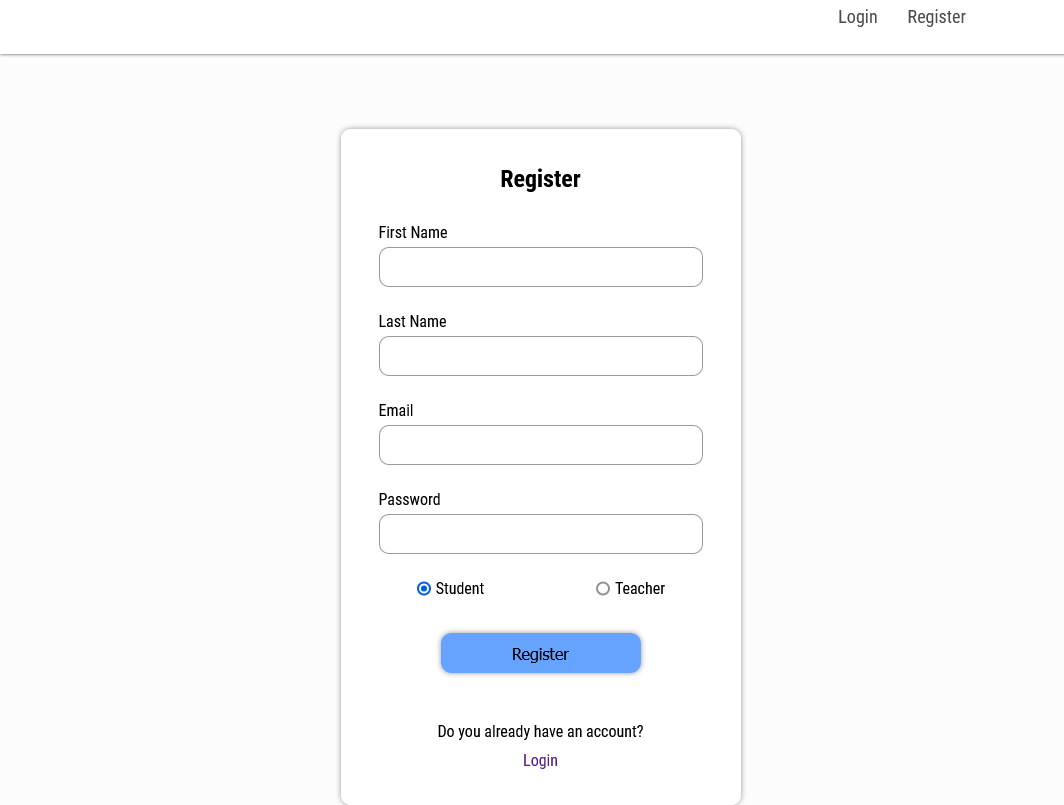 Login Register
Register
First Name
Last Name
Email
Password
Student Teacher
Register
Do you already have an account?
Login